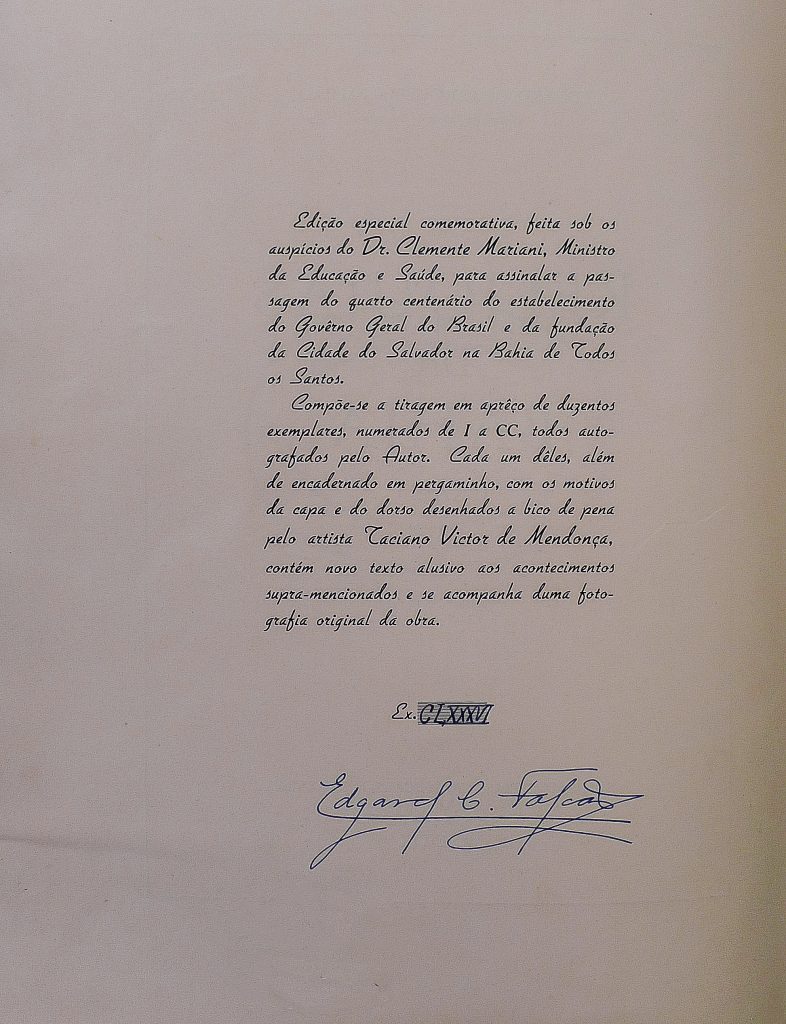 Edição especial comemorativa, feita sob os
auspícios do Dr. Clemente Mariani, Ministro
da Educação e Saúde, para assinalar a pas-
sagem do quarto centenário do estabelecimento
do Govêrno Geral do Brasil e da fundação
da Cidade do Salvador na Bahia de Todos
os Santos.
Compõe-se a tiragem em aprêço de duzentos
exemplares, numerados de I a CC, todos auto-
grafados pelo Autor. Cada um dêles, além
de encadernado em pergaminho, com os motivos
da capa e do dorso desenhados a bico de pena
pelo artista Taciano Victor de Mendonça,
contém novo texto alusivo aos acontecimentos
supra-mencionados e se acompanha duma foto-
grafia original da obra.
Ex. CLXXXVI
Edgard C. Falcão